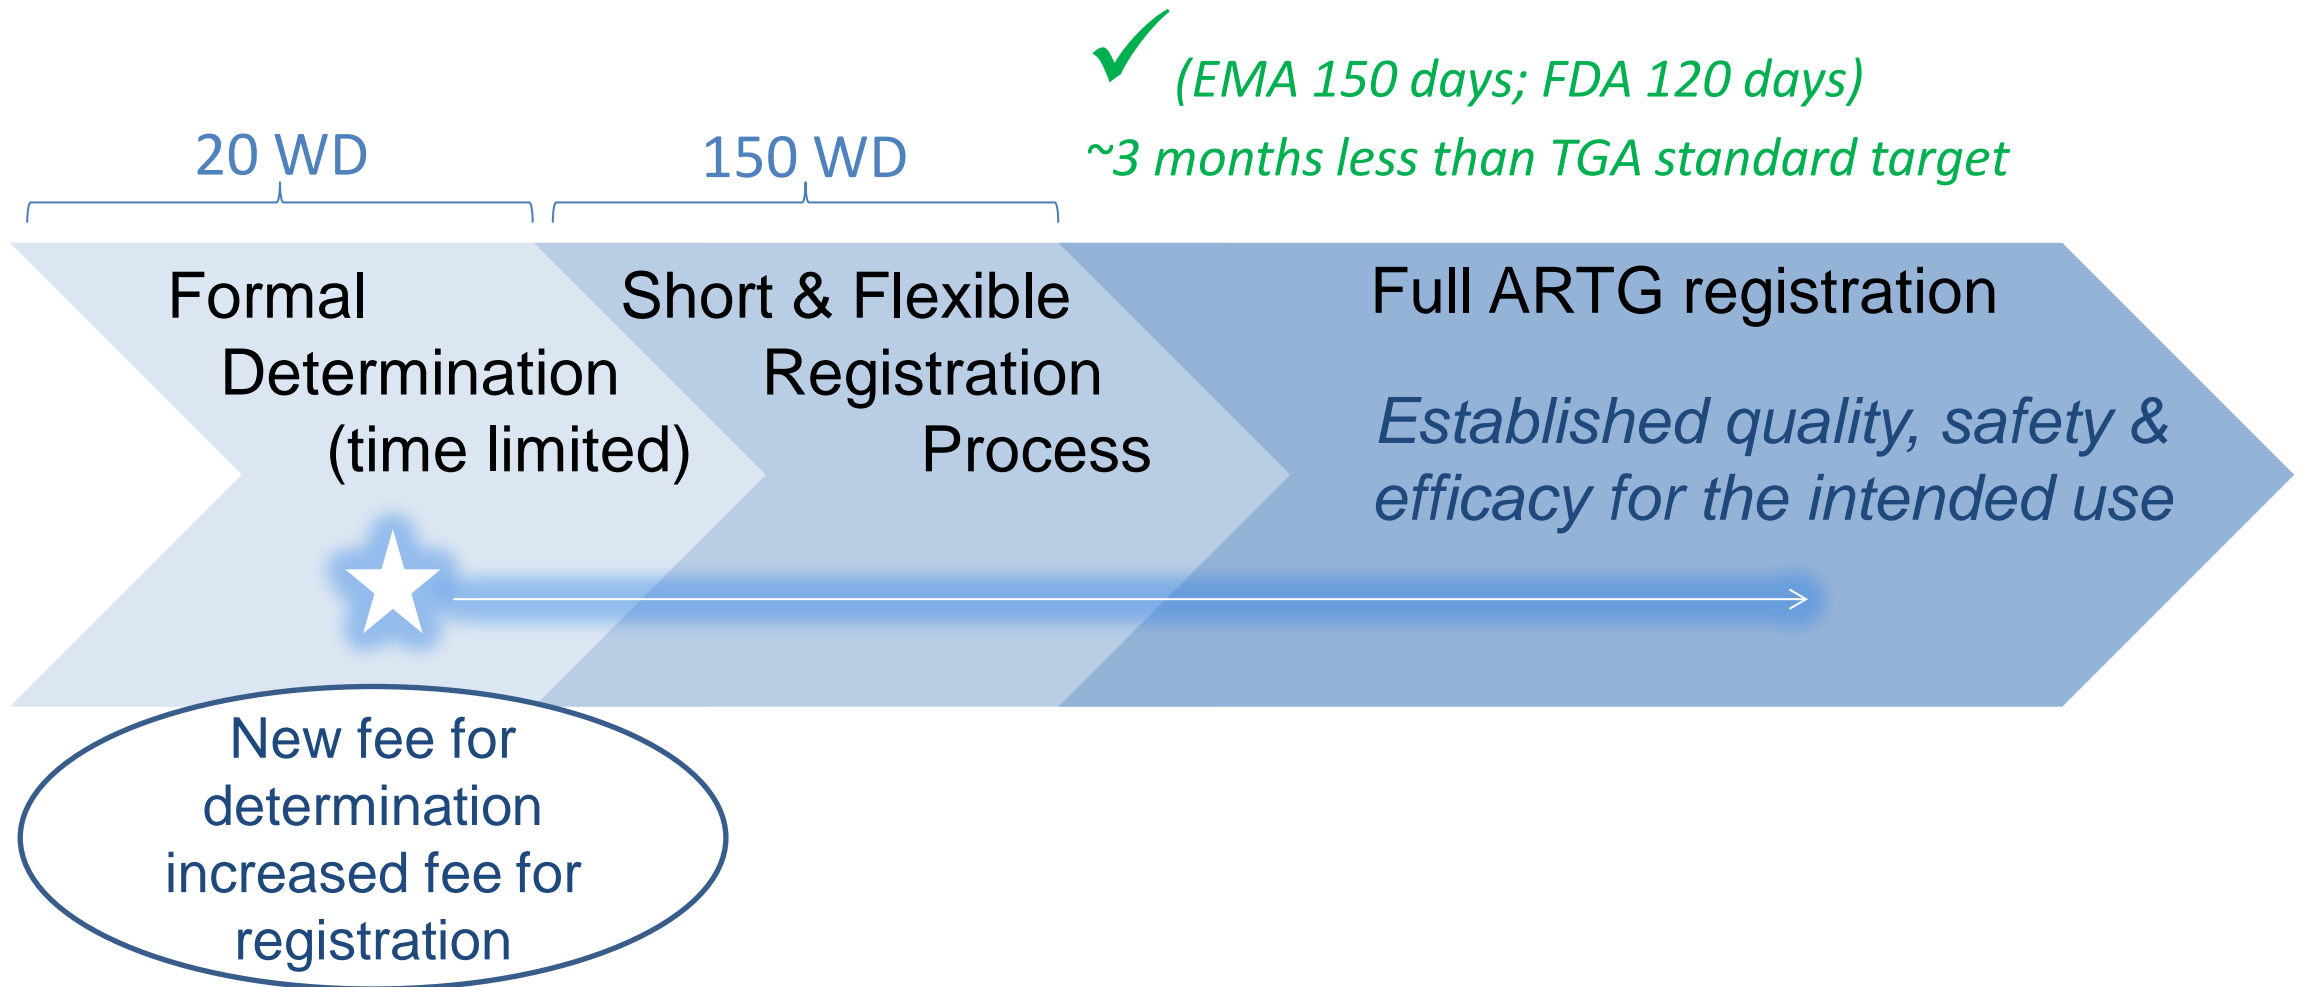 (EMA 150 days; FDA 120 days)
~3 months less than TGA standard target
20 WD
150 WD
Formal
Determination
(time limited)
Short & Flexible
Registration
Process
Full ARTG registration
Established quality, safety &
efficacy for the intended use
New fee for
determination
increased fee for
registration